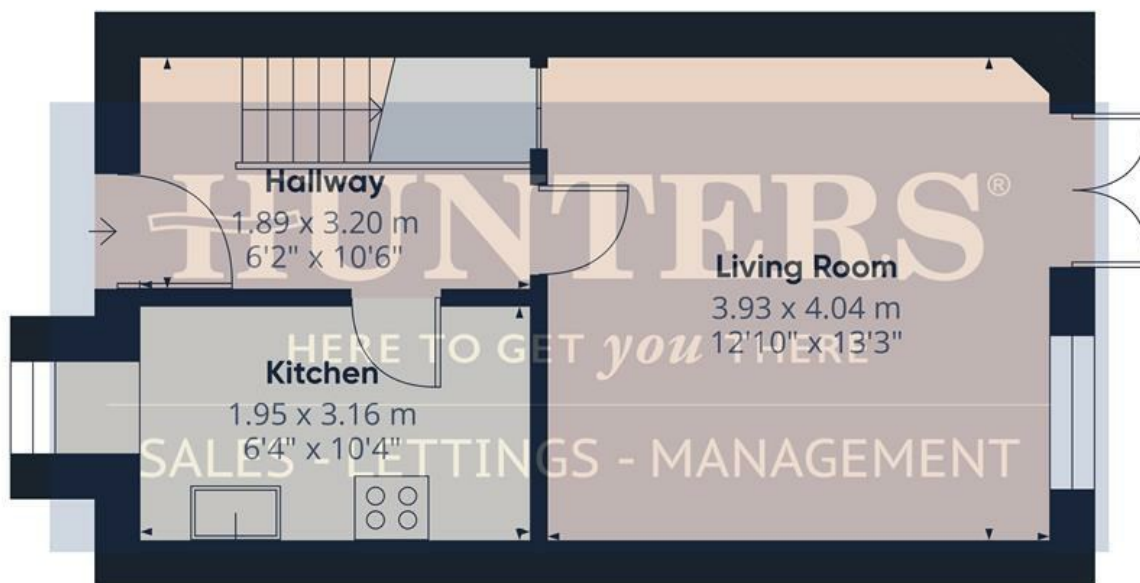 Hallway
1.89 x 3.20 m
6'2" x 10'6"
HUNTERS®
Living Room
3.93 x 4.04 m
12'10" x 13'3"
HERE TO GET you THERE
Kitchen
1.95 x 3.16 m
6'4" x 10'4"
SALES - LETTINGS - MANAGEMENT